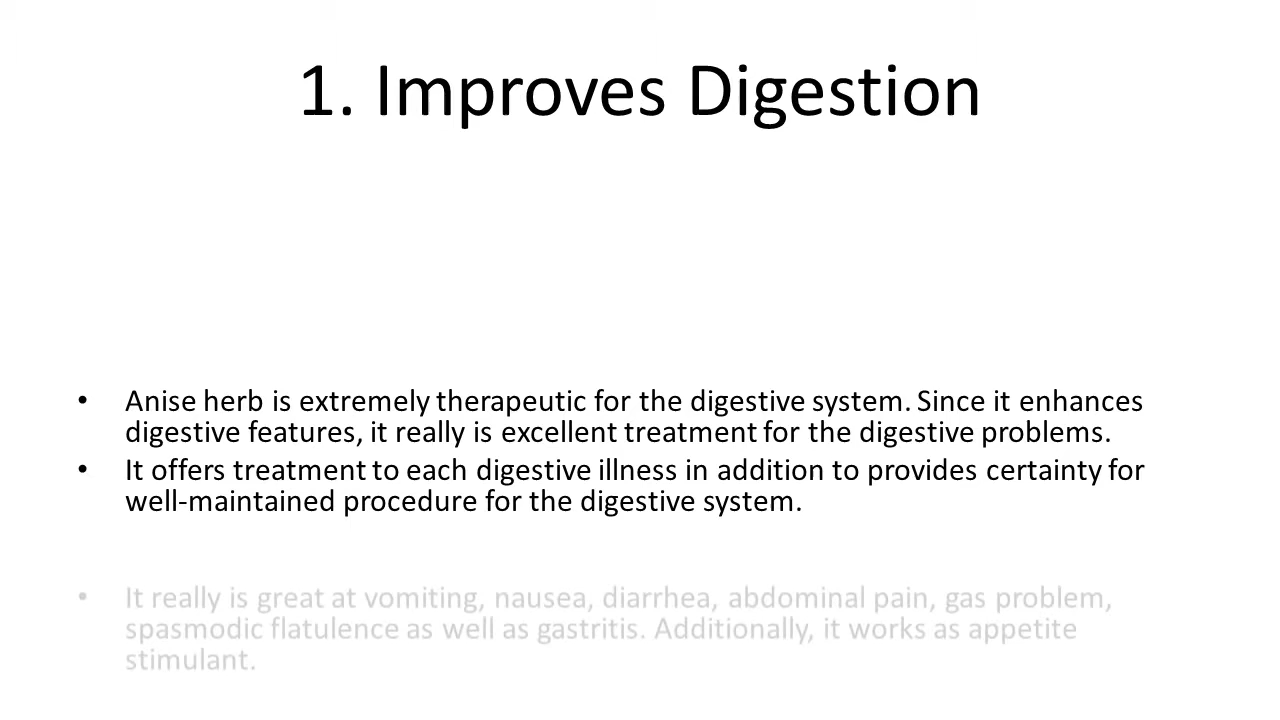 1. Improves Digestion
• Anise herb is extremely therapeutic for the digestive system. Since it enhances
digestive features, it really is excellent treatment for the digestive problems.
• It offers treatment to each digestive illness in addition to provides certainty for
well-maintained procedure for the digestive system.
• It really is great at vomiting, nausea, diarrhea, abdominal pain, gas problem,
spasmodic flatulence as well as gastritis. Additionally, it works as appetite
stimulant.